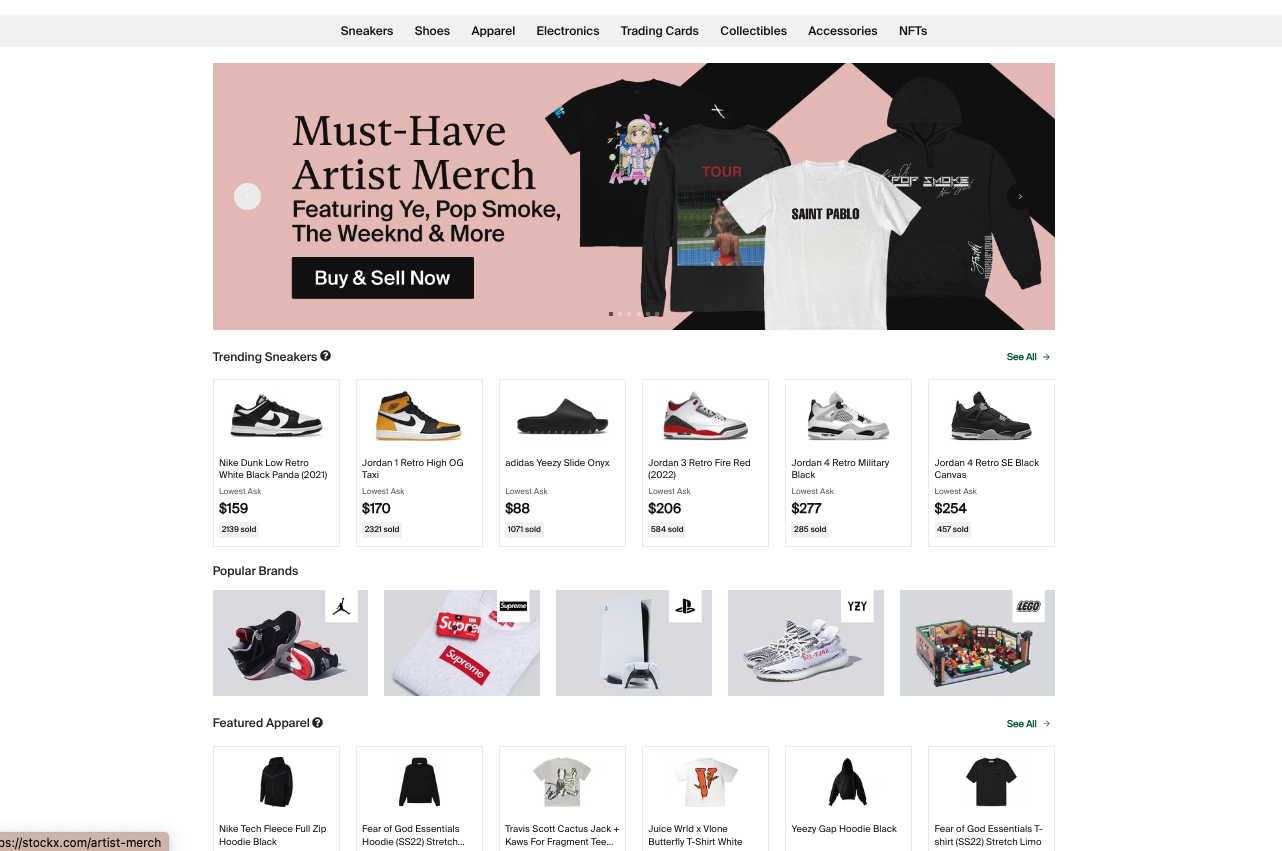 Sneakers Shoes Apparel Electronics Trading Cards Collectibles Accessories NFTs
Must-Have
Artist Merch
Featuring Ye, Pop Smoke,
The Weeknd & More
Buy & Sell Now
TOUR
SAINT PABLO
POP SMOKE
Faith
Trending Sneakers
See All
Nike Dunk Low Retro
White Black Panda (2021)
Lowest Ask
$159
2139 sold
Jordan 1 Retro High OG
Taxi
Lowest Ask
$170
2321 sold
adidas Yeezy Slide Onyx
Lowest Ask
$88
1071 sold
Jordan 3 Retro Fire Red
(2022)
Lowest Ask
$206
584 sold
Jordan 4 Retro Military
Black
Lowest Ask
$277
285 sold
Jordan 4 Retro SE Black
Canvas
Lowest Ask
$254
457 sold
Popular Brands
Supreme
Supreme
YZY
LEGO
Featured Apparel
See All
Nike Tech Fleece Full Zip
Hoodie Black
Fear of God Essentials
Hoodie (SS22) Stretch...
Travis Scott Cactus Jack +
Kaws For Fragment Tee...
Juice Wrld x Vlone
Butterfly T-Shirt White
Yeezy Gap Hoodie Black
Fear of God Essentials T-
shirt (SS22) Stretch Limo
ps://stockx.com/artist-merch